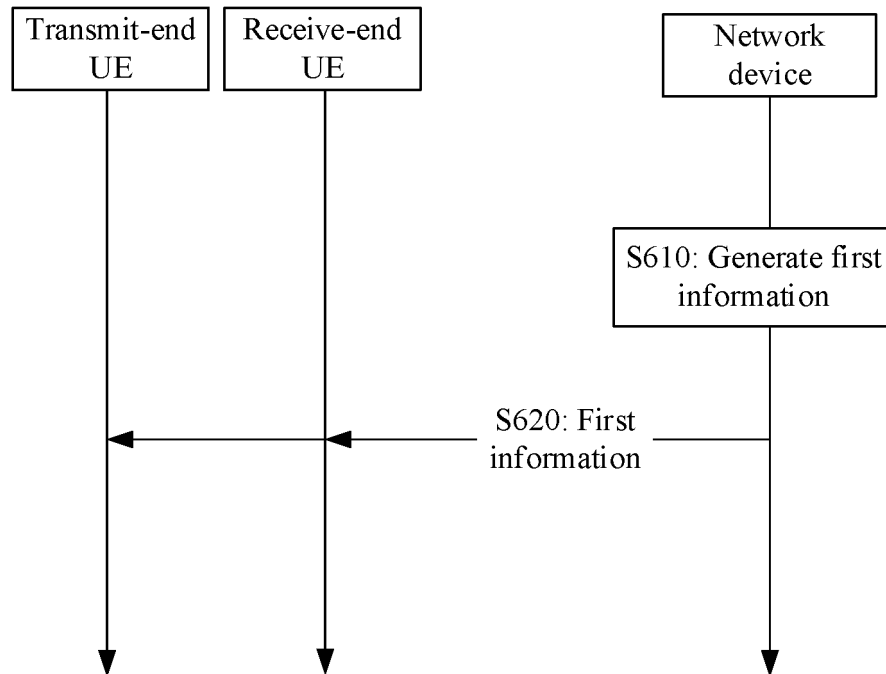 Transmit-end
UE
Receive-end
UE
Network
device
S610: Generate first
information
S620: First
information